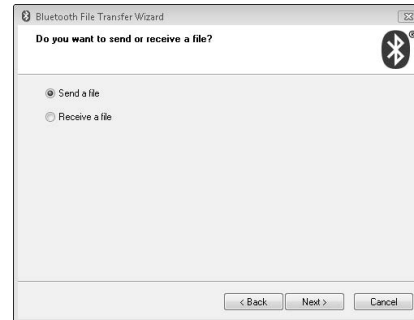 Bluetooth File Transfer Wizard
Do you want to send or receive a file?
Send a file
Receive a file
< Back Next > Cancel